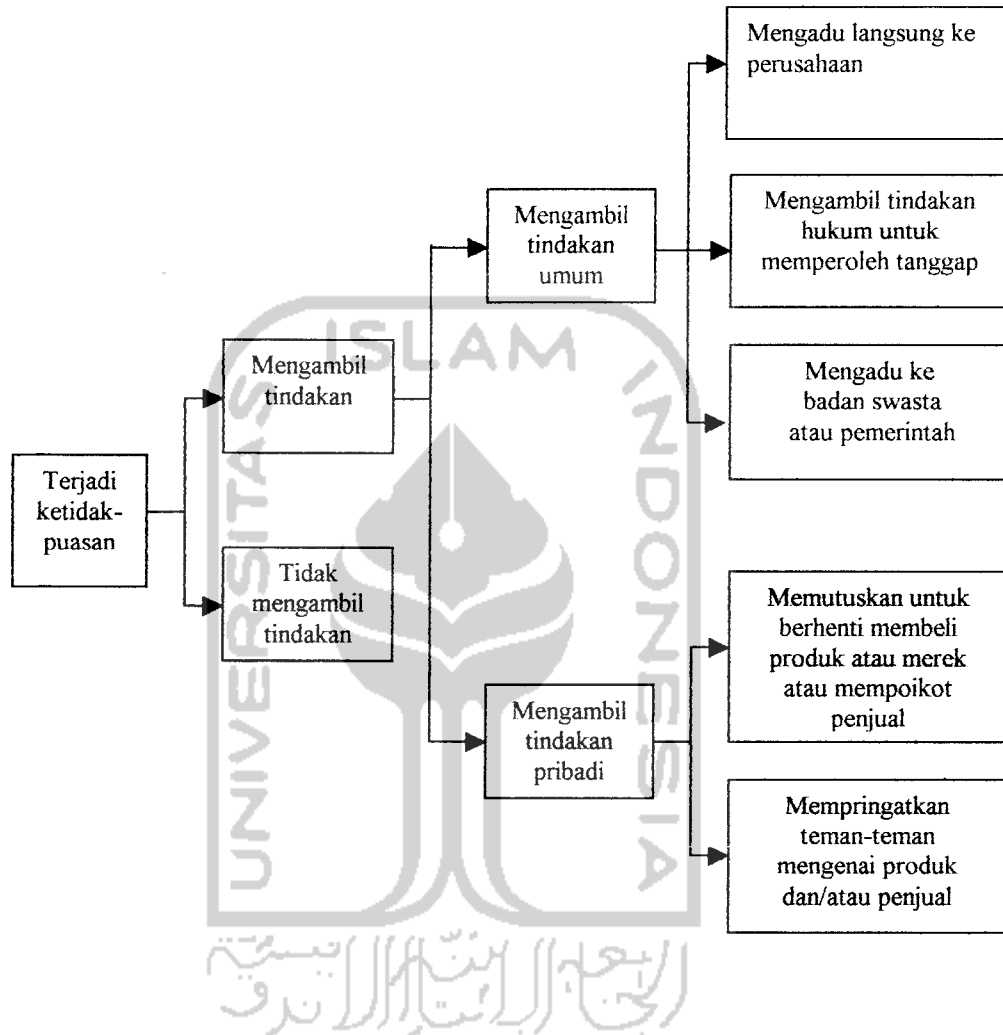 Mengadu langsung ke
perusahaan
Mengambil
tindakan
umum
Mengambil tindakan
hukum untuk
memperoleh tanggap
Mengambil
tindakan
Mengadu ke
badan swasta
atau pemerintah
Terjadi
ketidak-
puasan
Tidak
mengambil
tindakan
Memutuskan untuk
berhenti membeli
produk atau merek
atau mempoikot
penjual
Mengambil
tindakan
pribadi
Mempringatkan
teman-teman
mengenai produk
dan/atau penjual
UNIVERSITAS
ISLAM
INDONESIA